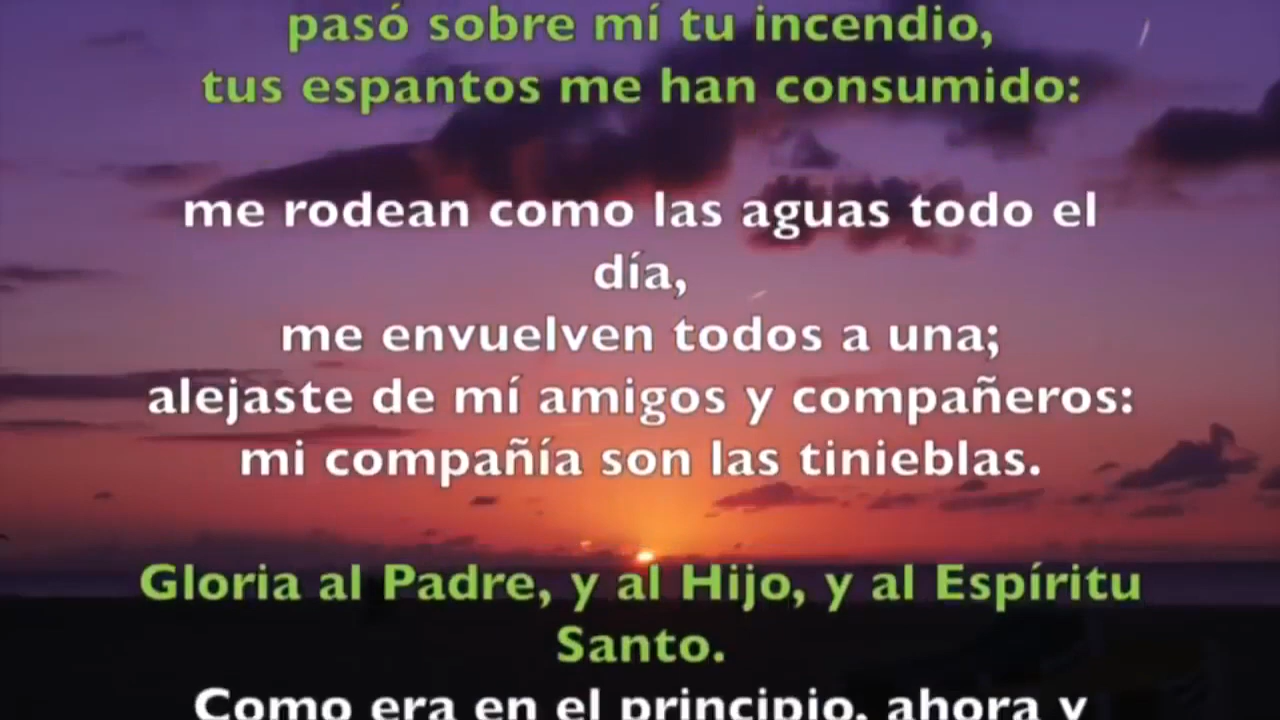 pasó sobre mí tu incendio,
tus espantos me han consumido:
me rodean como las aguas todo el
día,
me envuelven todos a una;
alejaste de mí amigos y compañeros:
mi compañía son las tinieblas.
Gloria al Padre, y al Hijo, y al Espíritu
Santo.
Como era en el principio, ahora y